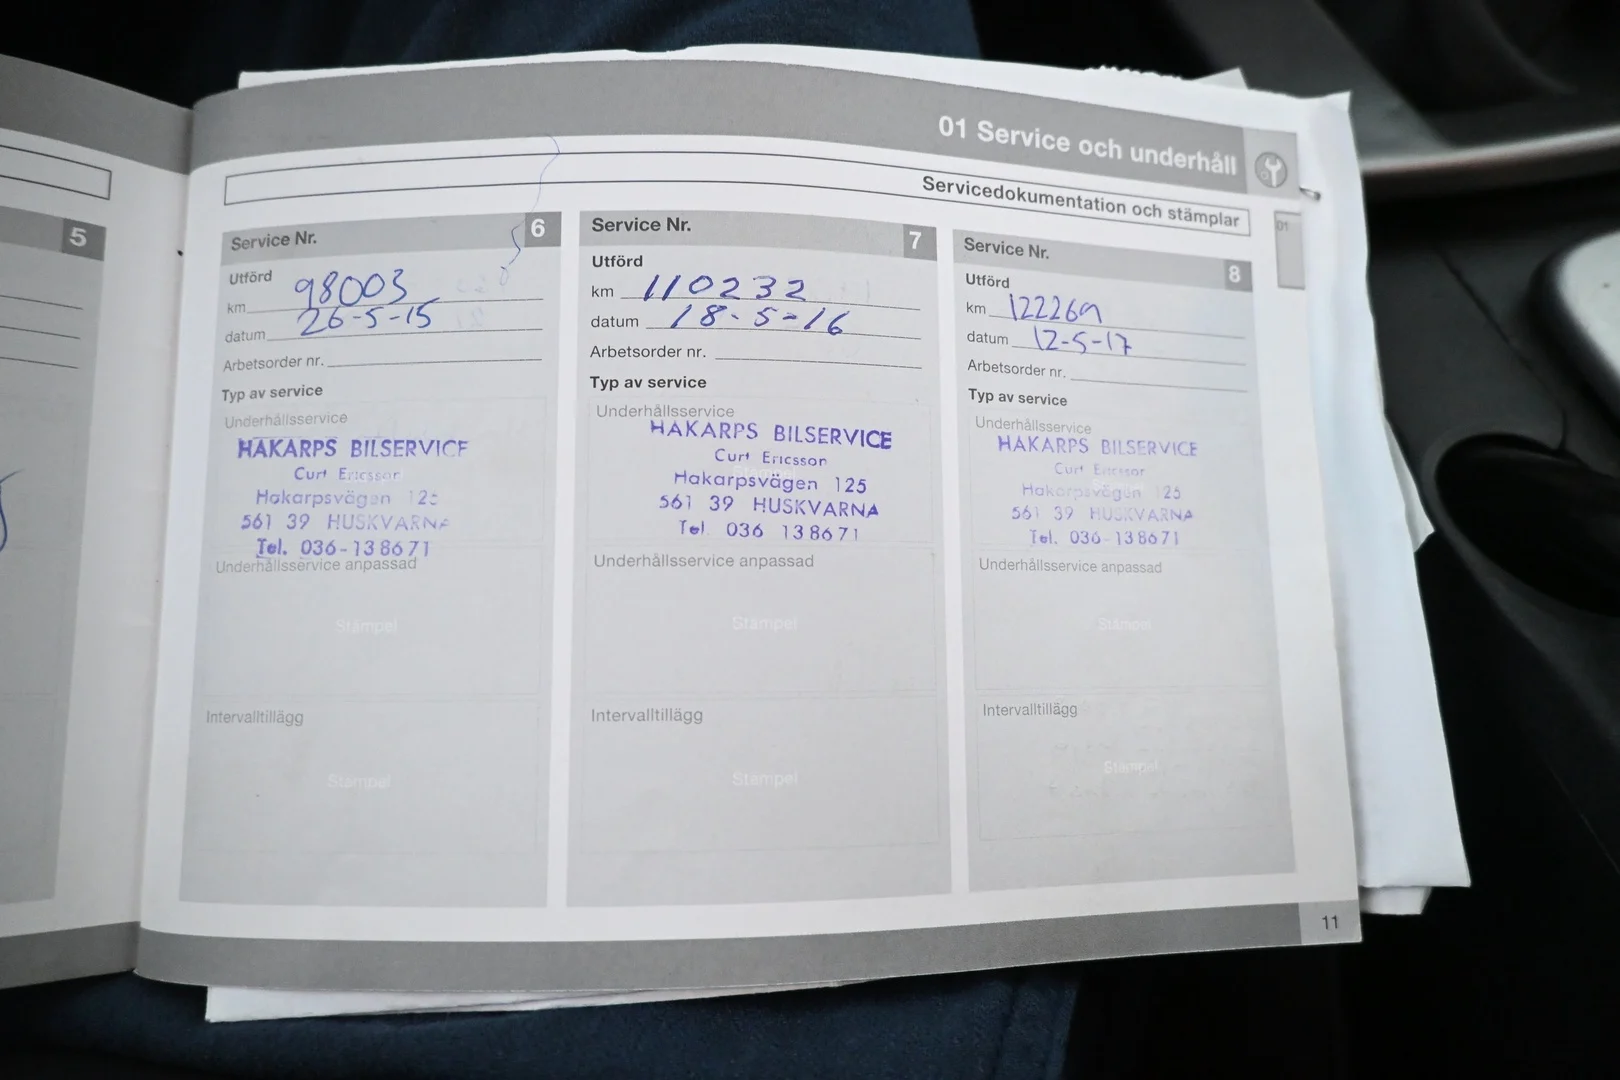 01 Service och underhåll
Servicedokumentation och stämplar
01
5
Service Nr. 6
Utförd
km 98003
datum 26-5-15
Arbetsorder nr.
Typ av service
Underhållsservice
HAKARPS BILSERVICE
Curt Ericsson
Hakarpsvägen 125
561 39 HUSKVARNA
Tel. 036-138671
Underhållsservice anpassad
Stämpel
Intervalltillägg
Stämpel
Service Nr. 7
Utförd
km 110232
datum 18-5-16
Arbetsorder nr.
Typ av service
Underhållsservice
HAKARPS BILSERVICE
Curt Ericsson
Stämpel
Hakarpsvägen 125
561 39 HUSKVARNA
Tel. 036 138671
Underhållsservice anpassad
Stämpel
Intervalltillägg
Stämpel
Service Nr. 8
Utförd
km 122269
datum 12-5-17
Arbetsorder nr.
Typ av service
Underhållsservice
HAKARPS BILSERVICE
Curt Ericsson
Hakarpsvägen 125
561 39 HUSKVARNA
Tel. 036-138671
Underhållsservice anpassad
Stämpel
Intervalltillägg
Stämpel
11